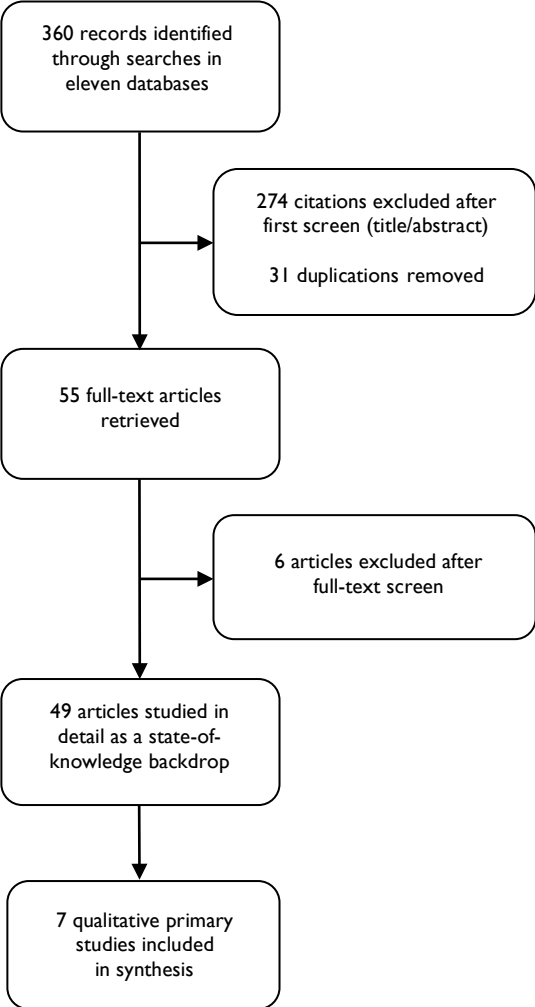 360 records identified
through searches in
eleven databases
274 citations excluded after
first screen (title/abstract)
31 duplications removed
55 full-text articles
retrieved
6 articles excluded after
full-text screen
49 articles studied in
detail as a state-of-
knowledge backdrop
7 qualitative primary
studies included
in synthesis